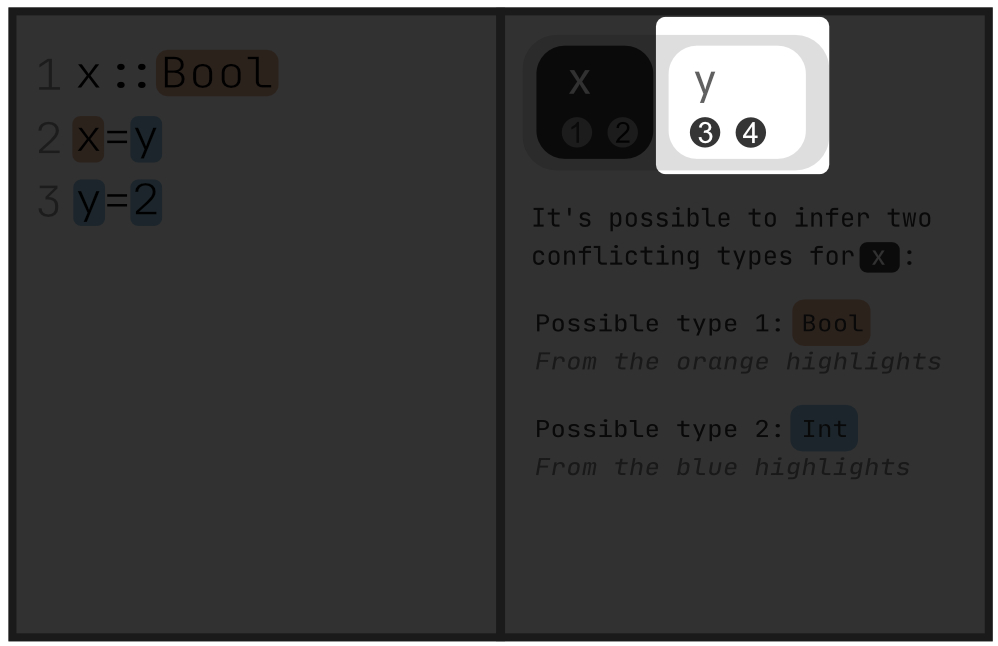 1 x::Bool
2 x=y
3 y=2
x y
1 2 3 4
It's possible to infer two
conflicting types for x :
Possible type 1: Bool
From the orange highlights
Possible type 2: Int
From the blue highlights